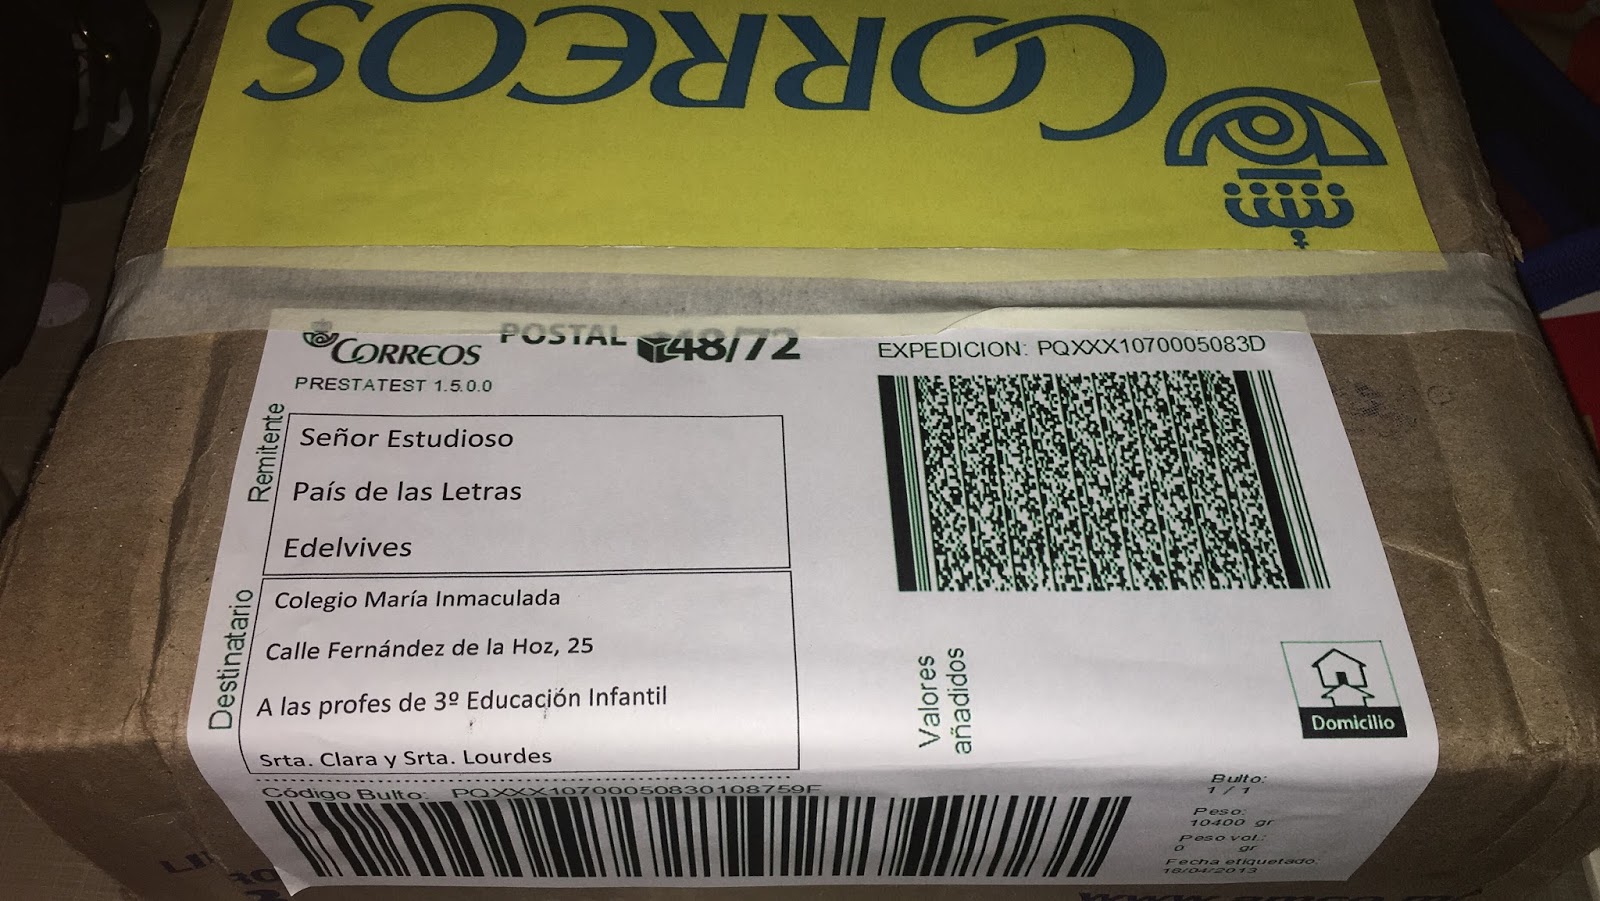 CORREOS
CORREOS
POSTAL 48/72
PRESTATEST 1.5.0.0
EXPEDICION: PQXXX1070005083D
Remitente
Señor Estudioso
País de las Letras
Edelvives
Destinatario
Colegio María Inmaculada
Calle Fernández de la Hoz, 25
A las profes de 3º Educación Infantil
Srta. Clara y Srta. Lourdes
Valores
añadidos
Domicilio
Código Bulto: PQXXX10700050830108759F
Bulto:
1 / 1
Peso:
10400 gr
Peso vol.:
0 gr
Fecha etiquetado:
18/04/2013